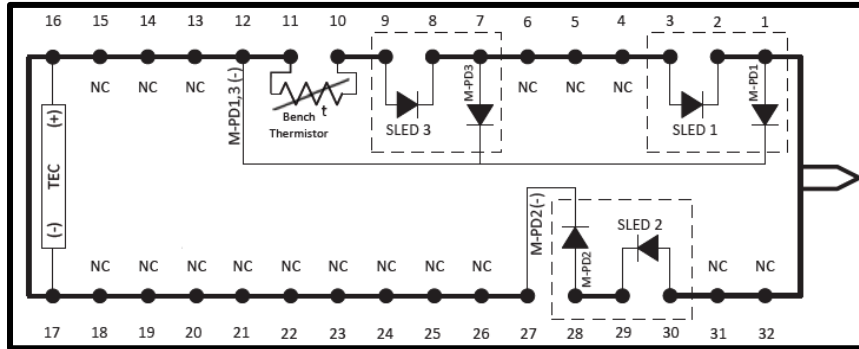 16 15 14 13 12 11 10 9 8 7 6 5 4 3 2 1
NC NC NC NC NC NC NC NC
M-PD1,3 (-)
M-PD3
M-PD1
(+)
TEC
(-)
t
Bench
Thermistor
SLED 3
SLED 1
M-PD2(-)
SLED 2
M-PD2
NC NC NC NC NC NC NC NC NC NC NC
17 18 19 20 21 22 23 24 25 26 27 28 29 30 31 32